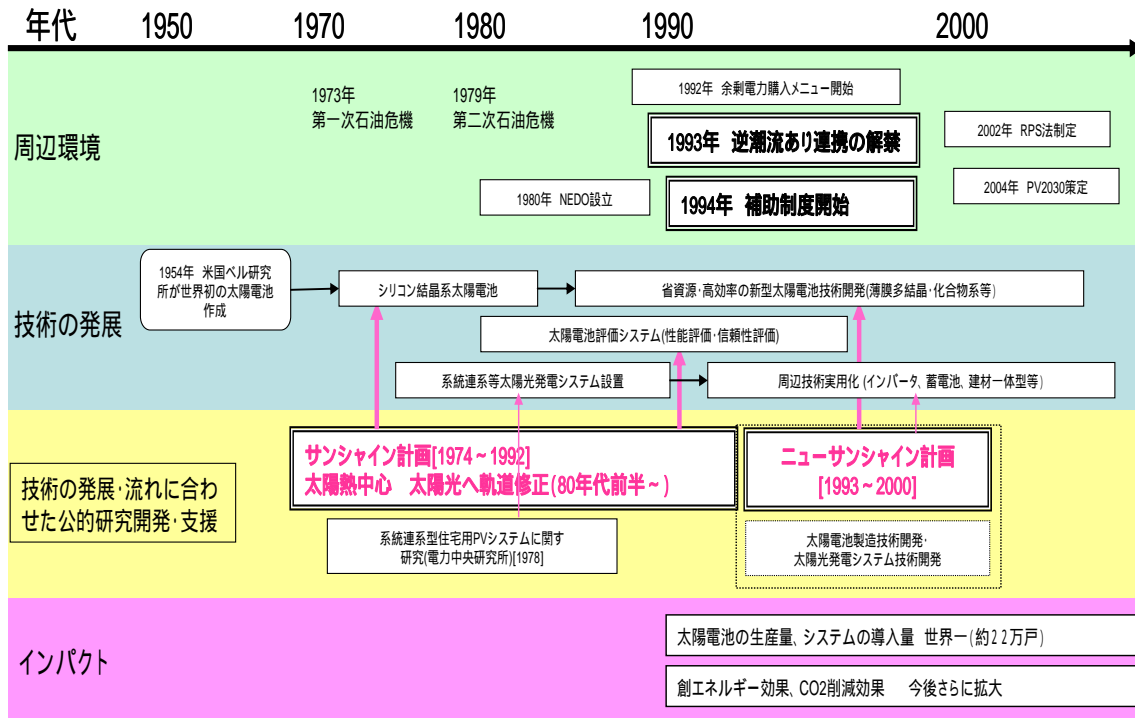 年代 1950 1970 1980 1990 2000
周辺環境
1973年
第一次石油危機
1979年
第二次石油危機
1992年 余剰電力購入メニュー開始
1993年 逆潮流あり連携の解禁
1980年 NEDO設立
1994年 補助制度開始
2002年 RPS法制定
2004年 PV2030策定
技術の発展
1954年 米国ベル研究
所が世界初の太陽電池
作成
シリコン結晶系太陽電池
省資源・高効率の新型太陽電池技術開発(薄膜多結晶・化合物系等)
太陽電池評価システム(性能評価・信頼性評価)
系統連系等太陽光発電システム設置
周辺技術実用化 (インバータ、蓄電池、建材一体型等)
技術の発展・流れに合わ
せた公的研究開発・支援
サンシャイン計画[1974～1992]
太陽熱中心 太陽光へ軌道修正(80年代前半～)
系統連系型住宅用PVシステムに関す
研究(電力中央研究所)[1978]
ニューサンシャイン計画
[1993～2000]
太陽電池製造技術開発・
太陽光発電システム技術開発
インパクト
太陽電池の生産量、システムの導入量 世界一(約22万戸)
創エネルギー効果、CO2削減効果 今後さらに拡大